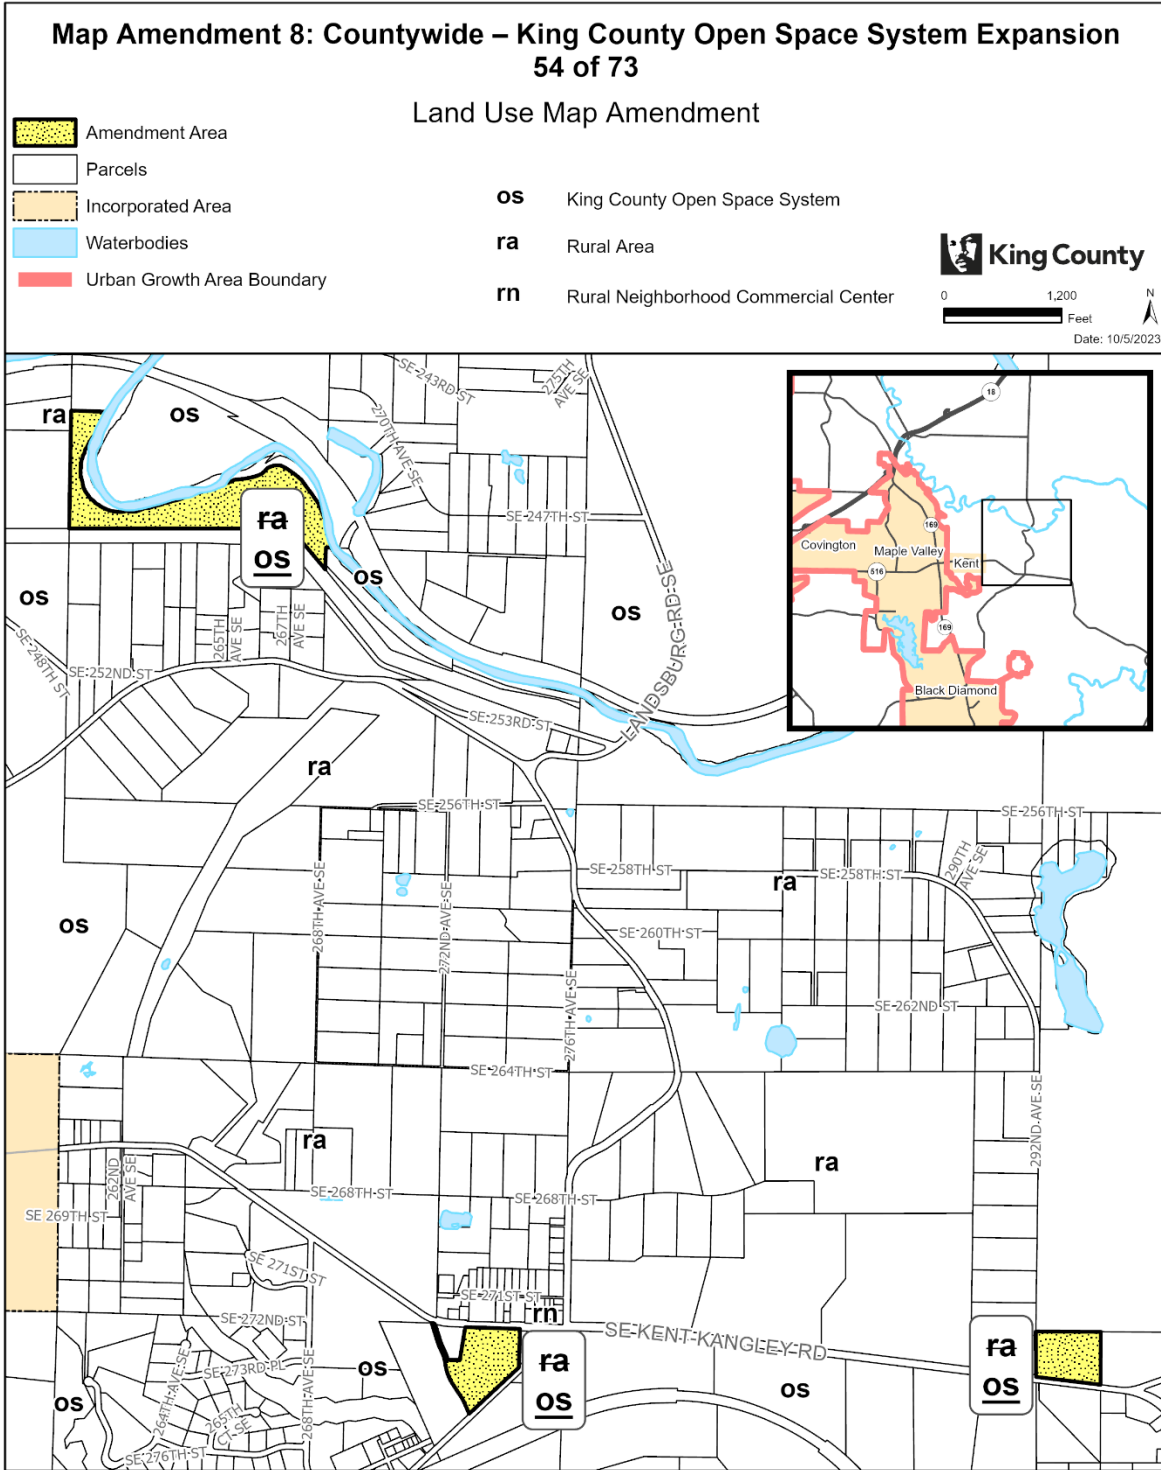 Map Amendment 8: Countywide – King County Open Space System Expansion
54 of 73
Land Use Map Amendment
Amendment Area
Parcels
Incorporated Area
Waterbodies
Urban Growth Area Boundary
os King County Open Space System
ra Rural Area
rn Rural Neighborhood Commercial Center
King County
0 1,200
Feet
N
Date: 10/5/2023
SE 243RD ST
275TH
AVE SE
270TH AVE SE
ra
os
18
SE 247TH ST
ra
os
os
169
Covington
Maple Valley
516
Kent
169
Black Diamond
os
os
265TH
AVE SE
267TH
AVE SE
LANDSBURG RD SE
SE 248TH ST
SE 252ND ST
SE 253RD ST
ra
SE 256TH ST
SE 256TH ST
268TH AVE SE
272ND AVE SE
276TH AVE SE
SE 258TH ST
ra
SE 258TH ST
290TH
AVE SE
os
SE 260TH ST
SE 262ND ST
SE 264TH ST
292ND AVE SE
ra
ra
262ND
AVE SE
SE 268TH ST
SE 268TH ST
SE 269TH ST
SE 271ST ST
SE 271ST ST
rn
SE 272ND ST
SE KENT KANGLEY RD
SE 273RD PL
264TH AVE SE
268TH AVE SE
265TH
CT SE
os
os
ra
os
os
ra
os
SE 276TH ST